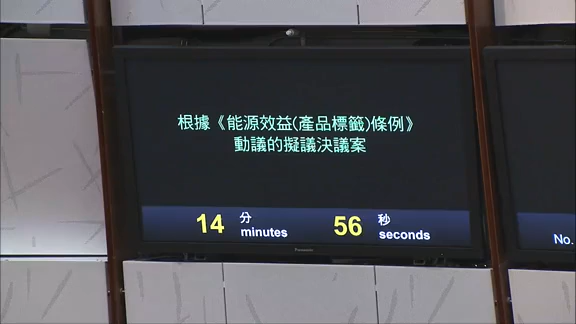 根據《能源效益(產品標籤)條例》
動議的擬議決議案
14 分 minutes 56 秒 seconds
Panasonic
No.